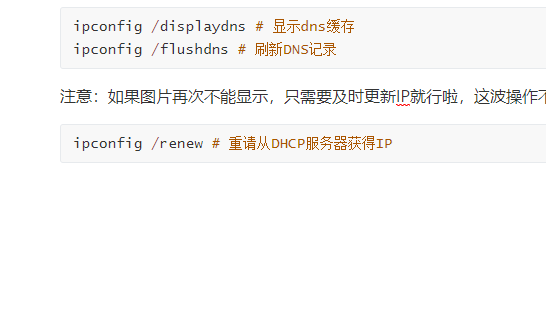 ipconfig /displaydns # 显示dns缓存
ipconfig /flushdns # 刷新DNS记录
注意：如果图片再次不能显示，只需要及时更新IP就行啦，这波操作不
ipconfig /renew # 重请从DHCP服务器获得IP